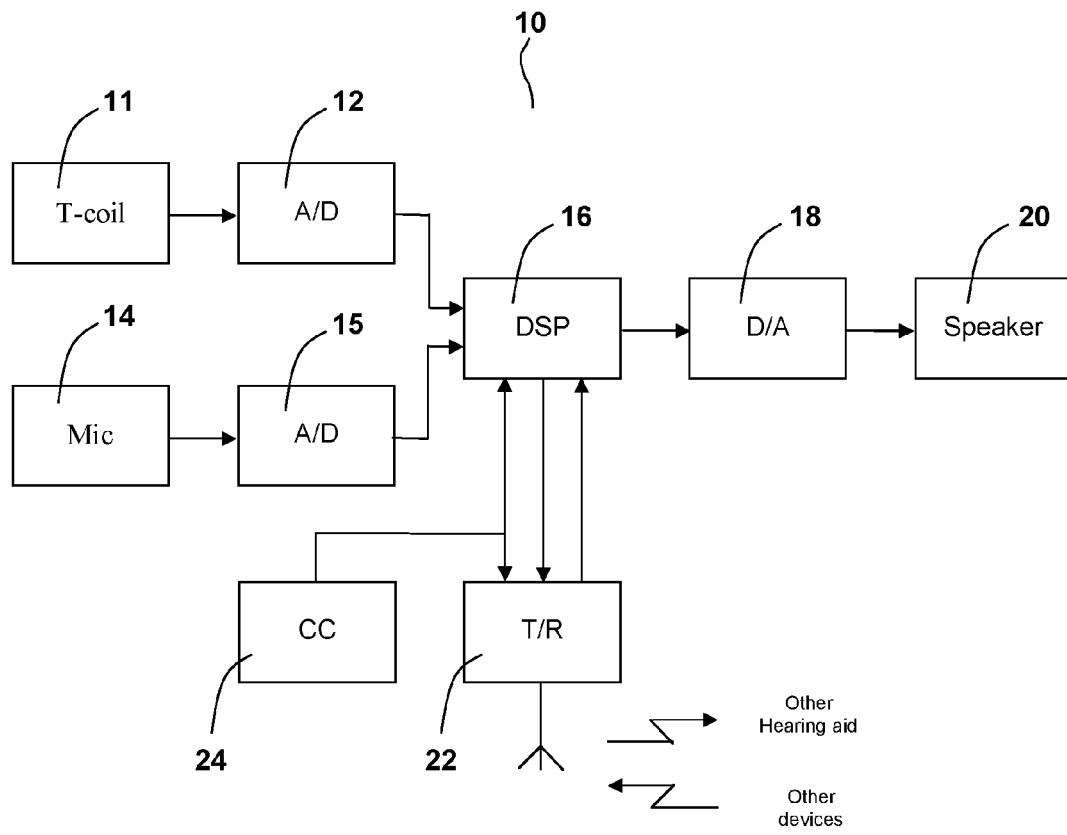 10
11
12
T-coil
A/D
16
18
20
DSP
D/A
Speaker
14
15
Mic
A/D
CC
T/R
24
22
Other
Hearing aid
Other
devices